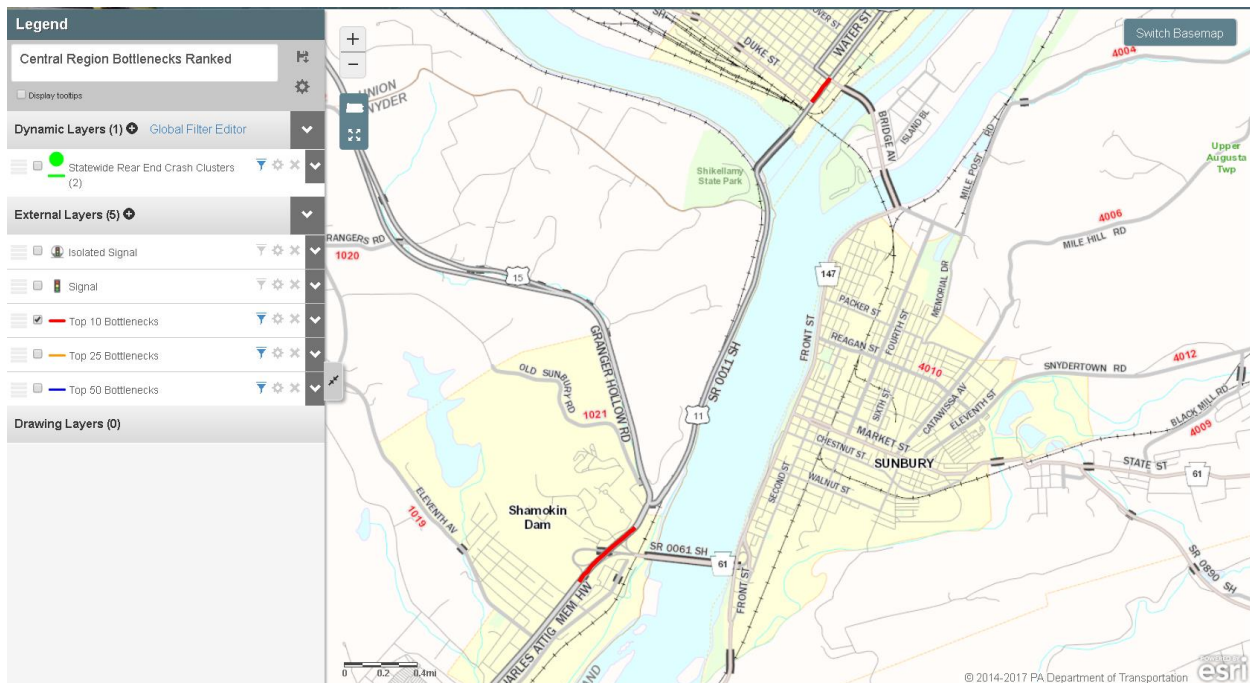 Legend
Central Region Bottlenecks Ranked
Display tooltips
Dynamic Layers (1)
Global Filter Editor
Statewide Rear End Crash Clusters
(2)
External Layers (5)
Isolated Signal
Signal
Top 10 Bottlenecks
Top 25 Bottlenecks
Top 50 Bottlenecks
Drawing Layers (0)
+
−
Switch Basemap
UNION
SNYDER
DUKE ST
WATER ST
4004
BRIDGE AV
ISLAND BL
MILE POST RD
Upper
Augusta
Twp
Shikellamy
State Park
4006
MILE HILL RD
1020
15
147
MEMORIAL DR
PACKER ST
FOURTH ST
FRONT ST
REAGAN ST
GRANGER HOLLOW RD
SR 0011 SH
OLD SUNBURY RD
4010
4012
SNYDERTOWN RD
SIXTH ST
CATAWISSA AV
ELEVENTH ST
BLACK MILL RD
4009
1021
11
MARKET ST
CHESTNUT ST
SUNBURY
STATE ST
61
SECOND ST
WALNUT ST
ELEVENTH AV
1019
Shamokin
Dam
SR 0061 SH
61
FRONT ST
SR 0890 SH
ATTIG MEM HW
0 0.2 0.4mi
© 2014-2017 PA Department of Transportation
POWERED BY
esri